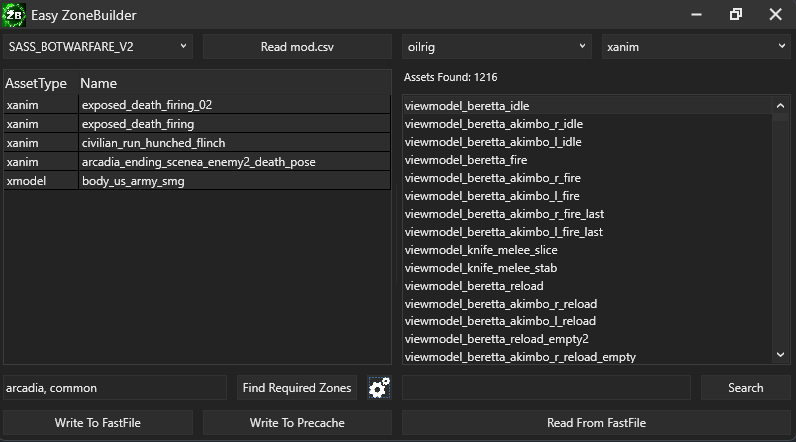 ZB Easy ZoneBuilder
SASS_BOTWARFARE_V2 Read mod.csv oilrig xanim
Assets Found: 1216
AssetType Name
xanim exposed_death_firing_02
xanim exposed_death_firing
xanim civilian_run_hunched_flinch
xanim arcadia_ending_scenea_enemy2_death_pose
xmodel body_us_army_smg
viewmodel_beretta_idle
viewmodel_beretta_akimbo_r_idle
viewmodel_beretta_akimbo_l_idle
viewmodel_beretta_fire
viewmodel_beretta_akimbo_r_fire
viewmodel_beretta_akimbo_l_fire
viewmodel_beretta_akimbo_r_fire_last
viewmodel_beretta_akimbo_l_fire_last
viewmodel_knife_melee_slice
viewmodel_knife_melee_stab
viewmodel_beretta_reload
viewmodel_beretta_akimbo_r_reload
viewmodel_beretta_akimbo_l_reload
viewmodel_beretta_reload_empty2
viewmodel_beretta_akimbo_r_reload_empty
arcadia, common Find Required Zones Search
Write To FastFile Write To Precache Read From FastFile